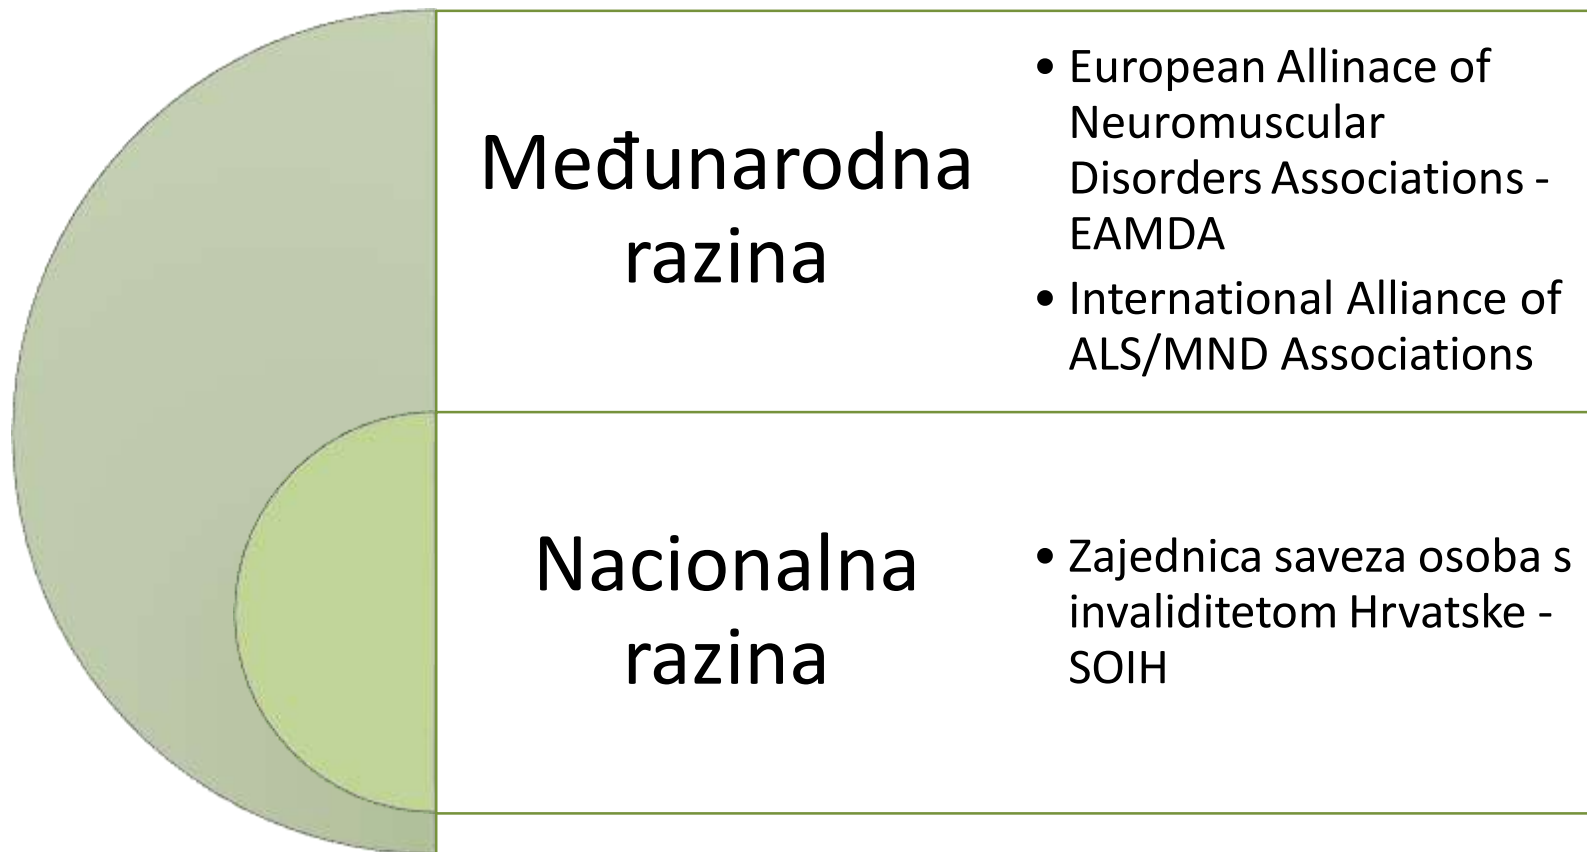 Međunarodna
razina
• European Allinace of
Neuromuscular
Disorders Associations -
EAMDA
• International Alliance of
ALS/MND Associations
Nacionalna
razina
• Zajednica saveza osoba s
invaliditetom Hrvatske -
SOIH